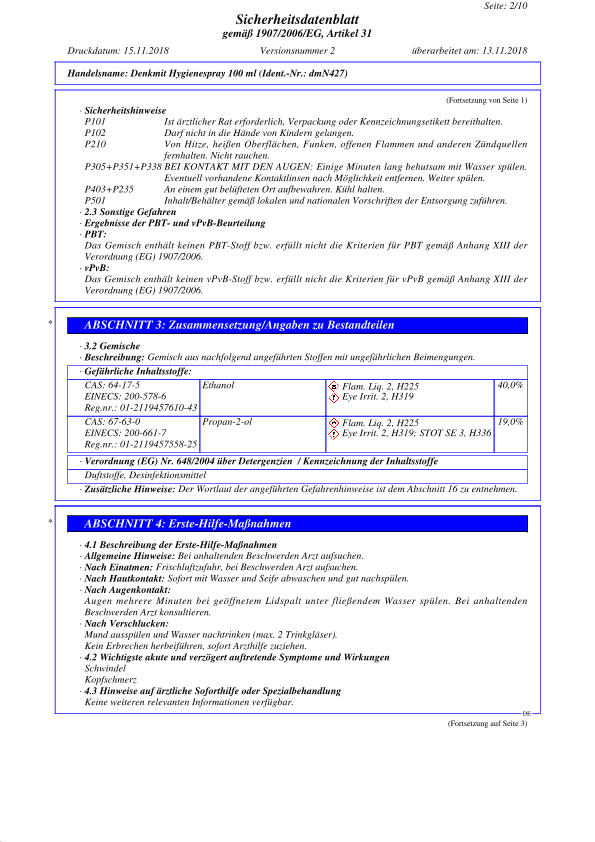 Seite: 2/10
Sicherheitsdatenblatt
gemäß 1907/2006/EG, Artikel 31
Druckdatum: 15.11.2018 Versionsnummer 2 überarbeitet am: 13.11.2018
Handelsname: Denkmit Hygienespray 100 ml (Ident.-Nr.: dmN427)
(Fortsetzung von Seite 1)
· Sicherheitshinweise
P101 Ist ärztlicher Rat erforderlich, Verpackung oder Kennzeichnungsetikett bereithalten.
P102 Darf nicht in die Hände von Kindern gelangen.
P210 Von Hitze, heißen Oberflächen, Funken, offenen Flammen und anderen Zündquellen
fernhalten. Nicht rauchen.
P305+P351+P338 BEI KONTAKT MIT DEN AUGEN: Einige Minuten lang behutsam mit Wasser spülen.
Eventuell vorhandene Kontaktlinsen nach Möglichkeit entfernen. Weiter spülen.
P403+P235 An einem gut belüfteten Ort aufbewahren. Kühl halten.
P501 Inhalt/Behälter gemäß lokalen und nationalen Vorschriften der Entsorgung zuführen.
· 2.3 Sonstige Gefahren
· Ergebnisse der PBT- und vPvB-Beurteilung
· PBT:
Das Gemisch enthält keinen PBT-Stoff bzw. erfüllt nicht die Kriterien für PBT gemäß Anhang XIII der
Verordnung (EG) 1907/2006.
· vPvB:
Das Gemisch enthält keinen vPvB-Stoff bzw. erfüllt nicht die Kriterien für vPvB gemäß Anhang XIII der
Verordnung (EG) 1907/2006.
* ABSCHNITT 3: Zusammensetzung/Angaben zu Bestandteilen
· 3.2 Gemische
· Beschreibung: Gemisch aus nachfolgend angeführten Stoffen mit ungefährlichen Beimengungen.
· Gefährliche Inhaltsstoffe:
CAS: 64-17-5 Ethanol Flam. Liq. 2, H225 40,0%
EINECS: 200-578-6 Eye Irrit. 2, H319
Reg.nr.: 01-2119457610-43
CAS: 67-63-0 Propan-2-ol Flam. Liq. 2, H225 19,0%
EINECS: 200-661-7 Eye Irrit. 2, H319; STOT SE 3, H336
Reg.nr.: 01-2119457558-25
· Verordnung (EG) Nr. 648/2004 über Detergenzien / Kennzeichnung der Inhaltsstoffe
Duftstoffe, Desinfektionsmittel
· Zusätzliche Hinweise: Der Wortlaut der angeführten Gefahrenhinweise ist dem Abschnitt 16 zu entnehmen.
* ABSCHNITT 4: Erste-Hilfe-Maßnahmen
· 4.1 Beschreibung der Erste-Hilfe-Maßnahmen
· Allgemeine Hinweise: Bei anhaltenden Beschwerden Arzt aufsuchen.
· Nach Einatmen: Frischluftzufuhr, bei Beschwerden Arzt aufsuchen.
· Nach Hautkontakt: Sofort mit Wasser und Seife abwaschen und gut nachspülen.
· Nach Augenkontakt:
Augen mehrere Minuten bei geöffnetem Lidspalt unter fließendem Wasser spülen. Bei anhaltenden
Beschwerden Arzt konsultieren.
· Nach Verschlucken:
Mund ausspülen und Wasser nachtrinken (max. 2 Trinkgläser).
Kein Erbrechen herbeiführen, sofort Arzthilfe zuziehen.
· 4.2 Wichtigste akute und verzögert auftretende Symptome und Wirkungen
Schwindel
Kopfschmerz
· 4.3 Hinweise auf ärztliche Soforthilfe oder Spezialbehandlung
Keine weiteren relevanten Informationen verfügbar.
DE
(Fortsetzung auf Seite 3)